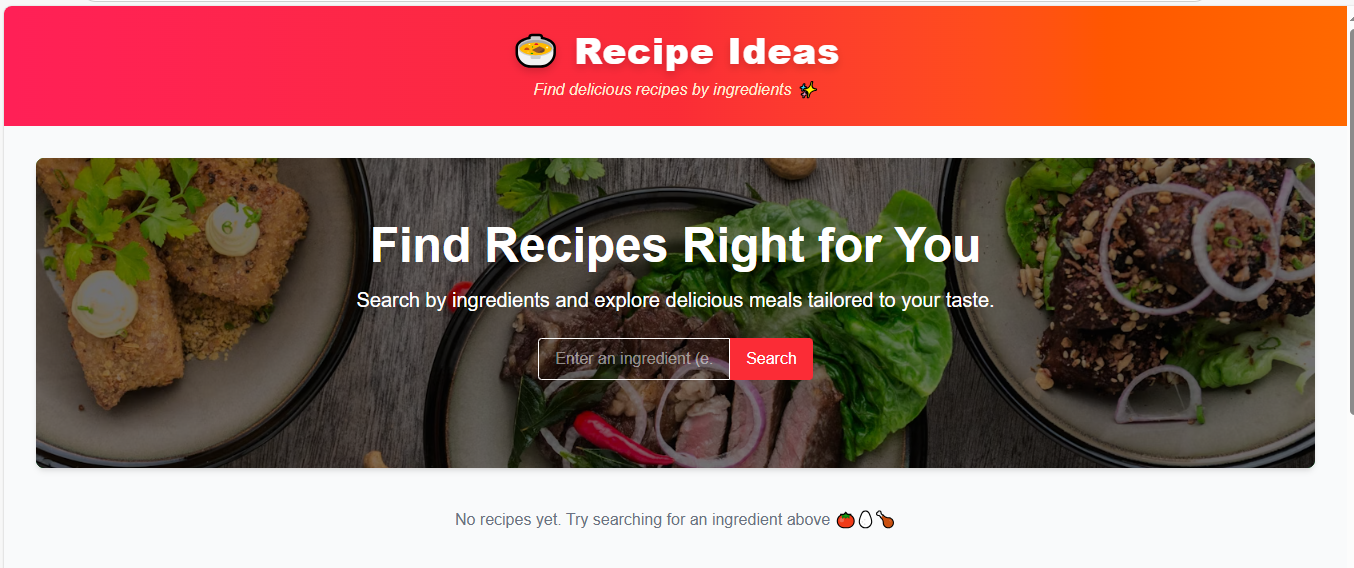 Recipe Ideas
Find delicious recipes by ingredients
Find Recipes Right for You
Search by ingredients and explore delicious meals tailored to your taste.
Enter an ingredient (e.
Search
No recipes yet. Try searching for an ingredient above